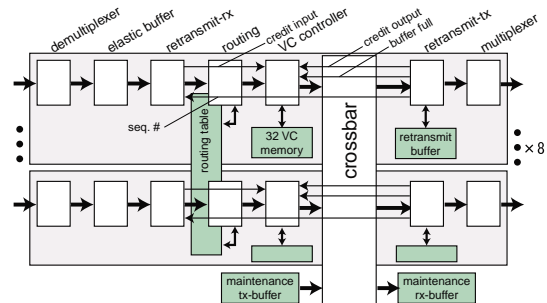 demultiplexer
elastic buffer
retransmit-rx
routing
credit input
VC controller
credit output
buffer full
retransmit-tx
multiplexer
seq. #
routing table
32 VC
memory
crossbar
retransmit
buffer
×8
maintenance
tx-buffer
maintenance
rx-buffer